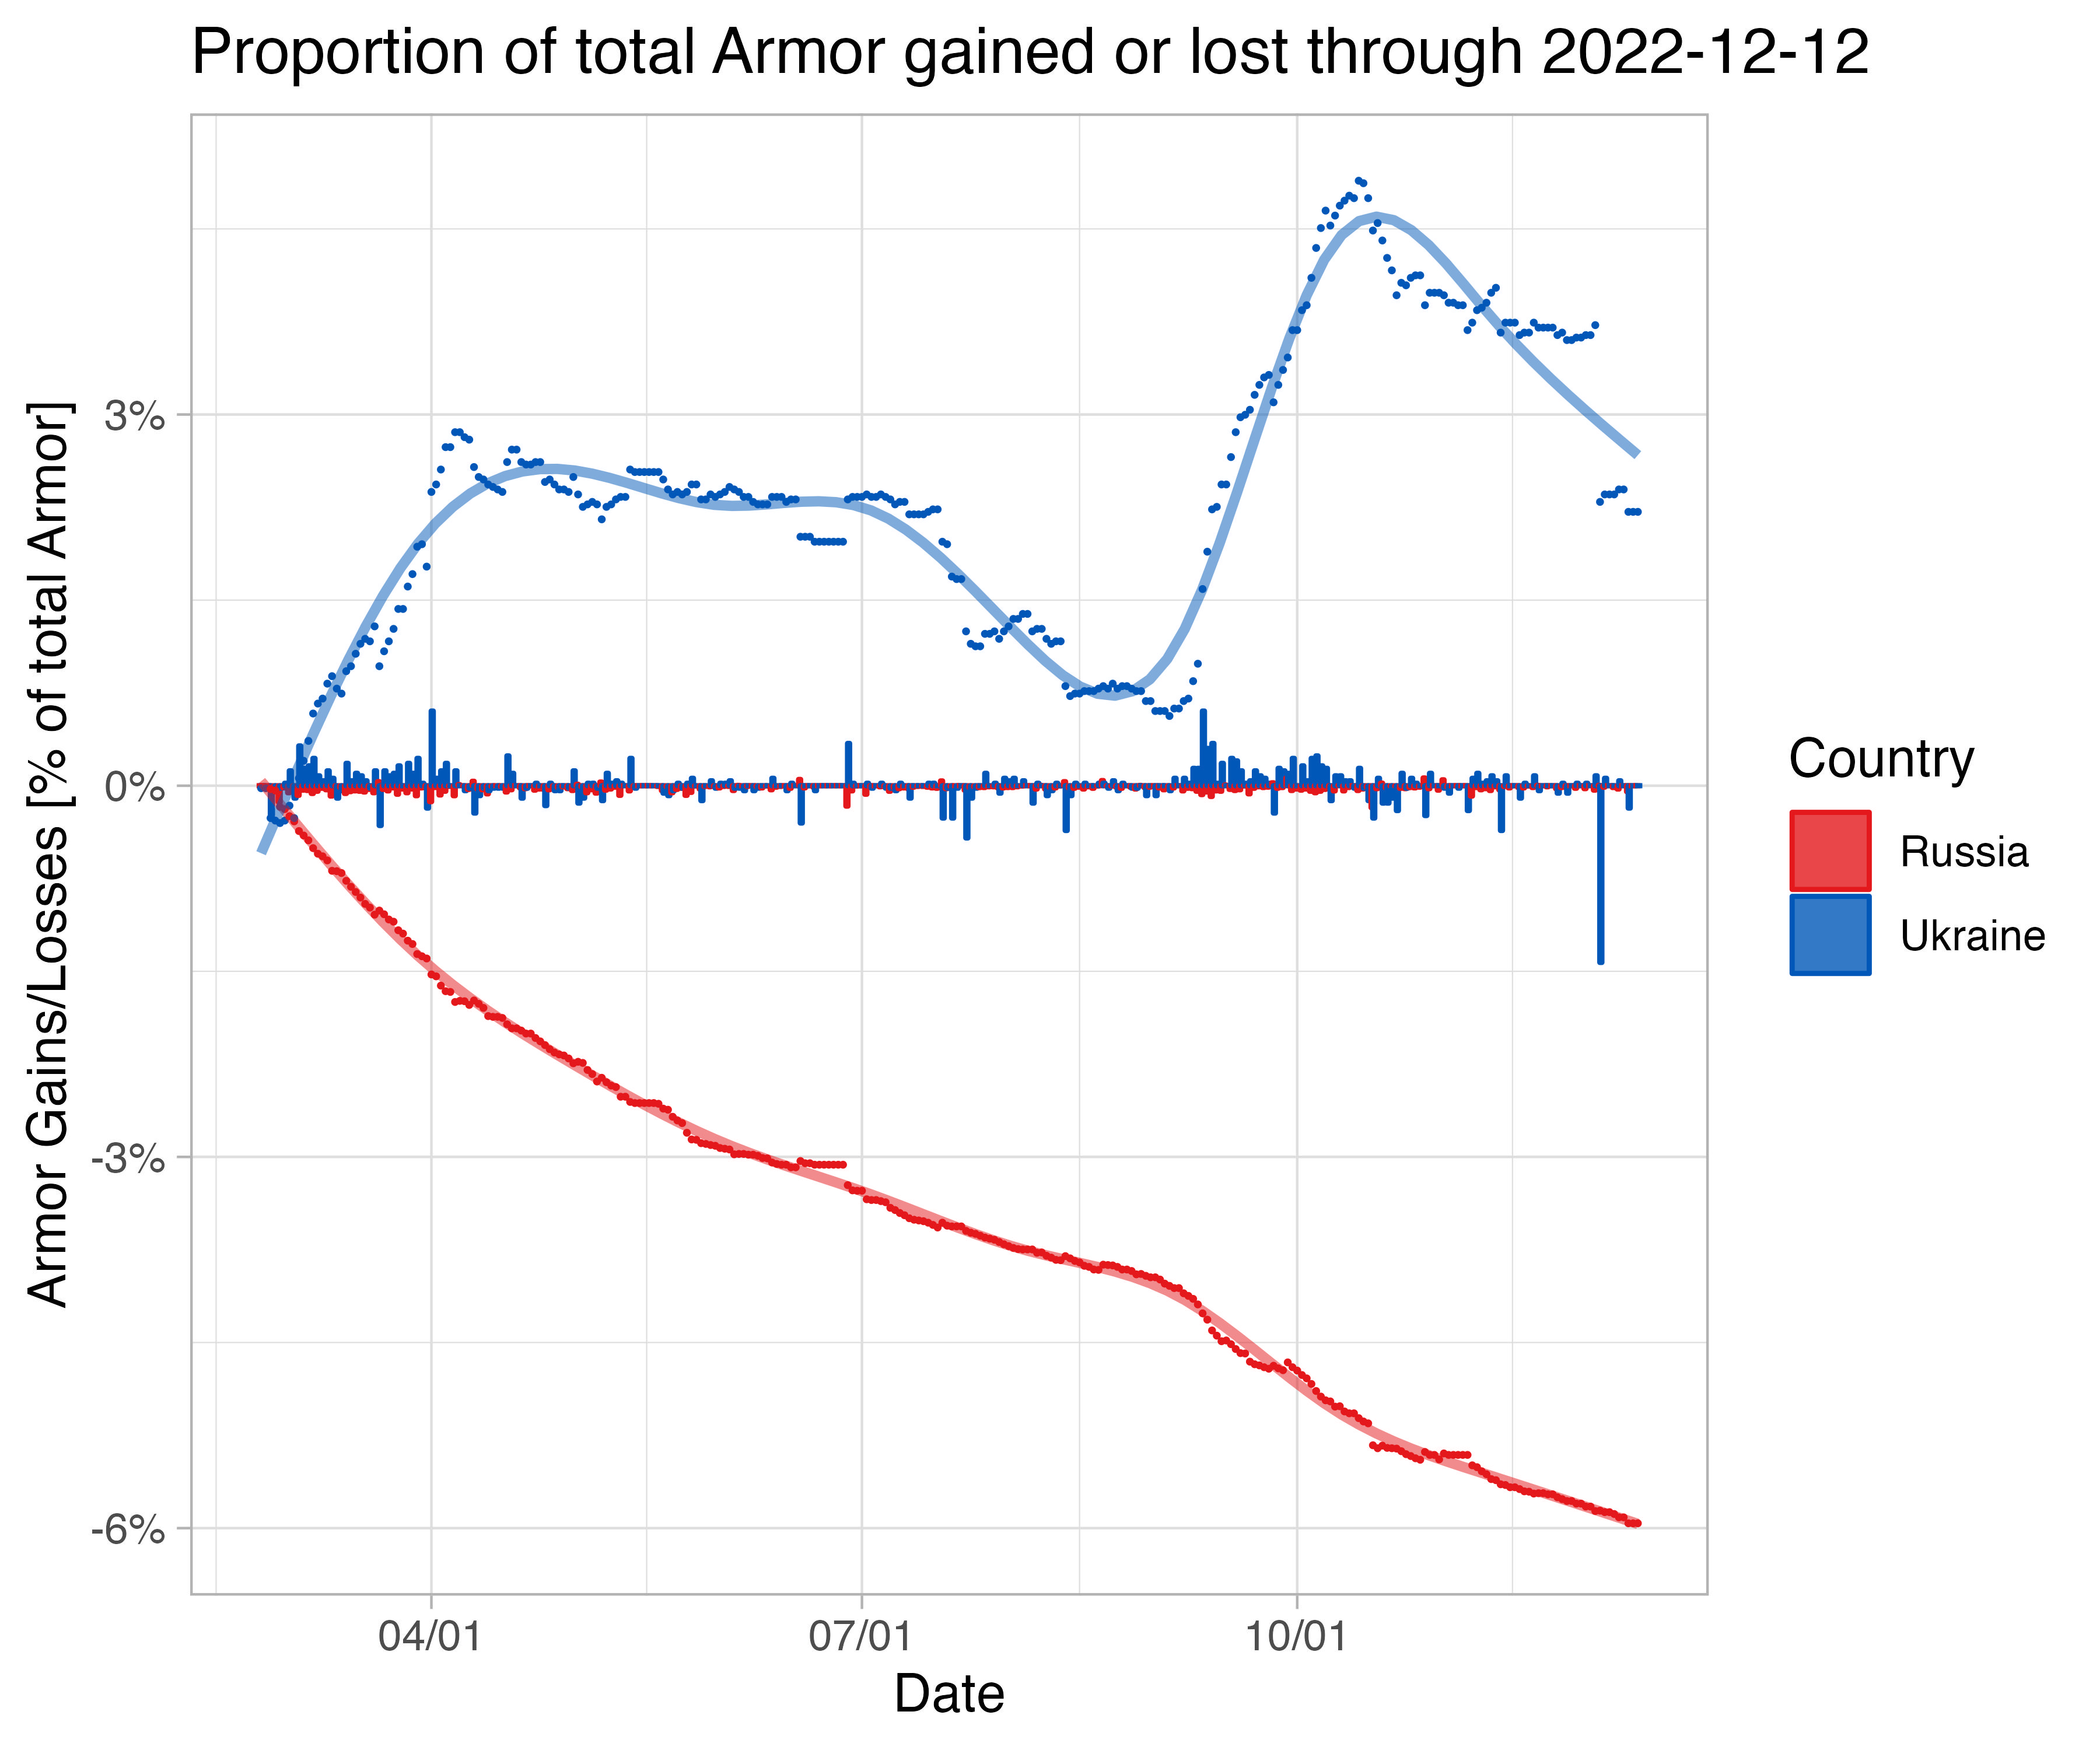 Proportion of total Armor gained or lost through 2022-12-12
Armor Gains/Losses [% of total Armor]
3%
0%
-3%
-6%
04/01
07/01
10/01
Date
Country
Russia
Ukraine